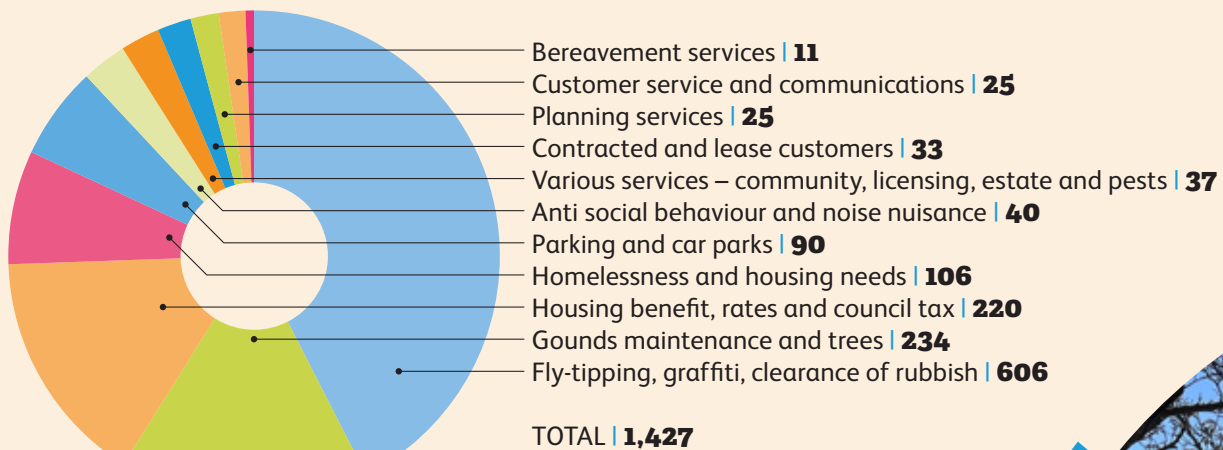 Bereavement services | 11
Customer service and communications | 25
Planning services | 25
Contracted and lease customers | 33
Various services – community, licensing, estate and pests | 37
Anti social behaviour and noise nuisance | 40
Parking and car parks | 90
Homelessness and housing needs | 106
Housing benefit, rates and council tax | 220
Gounds maintenance and trees | 234
Fly-tipping, graffiti, clearance of rubbish | 606
TOTAL | 1,427